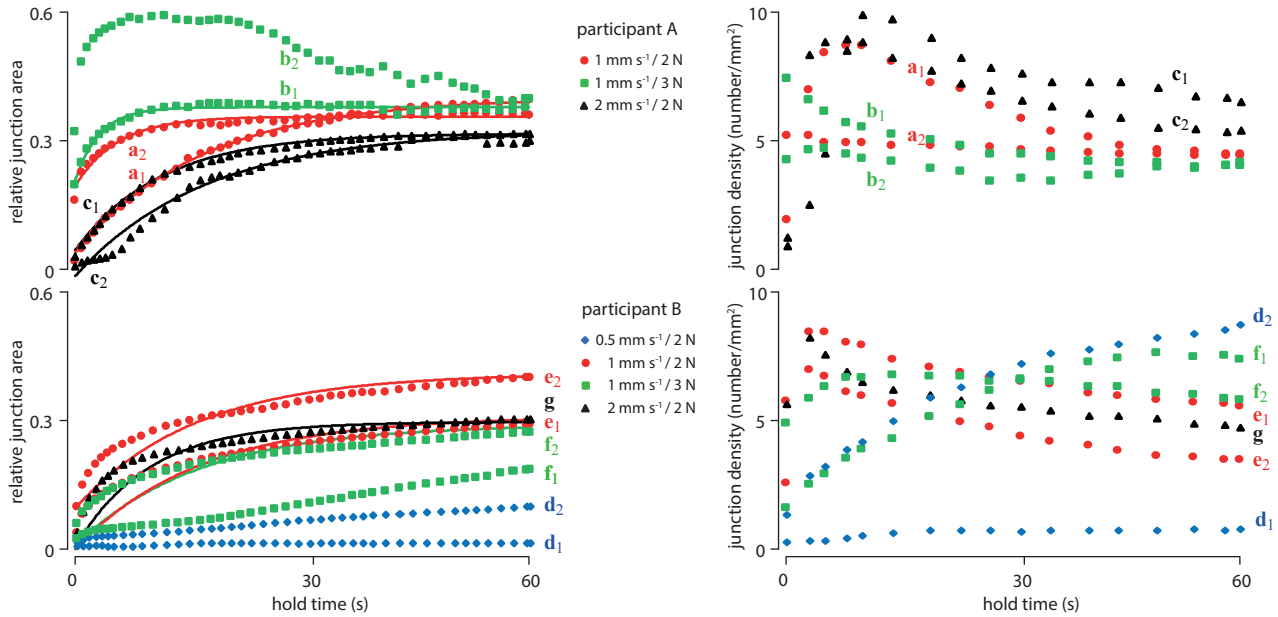 0.6
0.3
0
relative junction area
b₂
b₁
a₂
a₁
c₁
c₂
participant A
1 mm s⁻¹/ 2 N
1 mm s⁻¹/ 3 N
2 mm s⁻¹/ 2 N
10
5
0
junction density (number/mm²)
a₁
c₁
b₁
c₂
a₂
b₂
0.6
0.3
0
relative junction area
e₂
g
e₁
f₂
f₁
d₂
d₁
0
30
60
hold time (s)
participant B
0.5 mm s⁻¹/ 2 N
1 mm s⁻¹/ 2 N
1 mm s⁻¹/ 3 N
2 mm s⁻¹/ 2 N
10
5
0
junction density (number/mm²)
d₂
f₁
f₂
e₁
g
e₂
d₁
0
30
60
hold time (s)